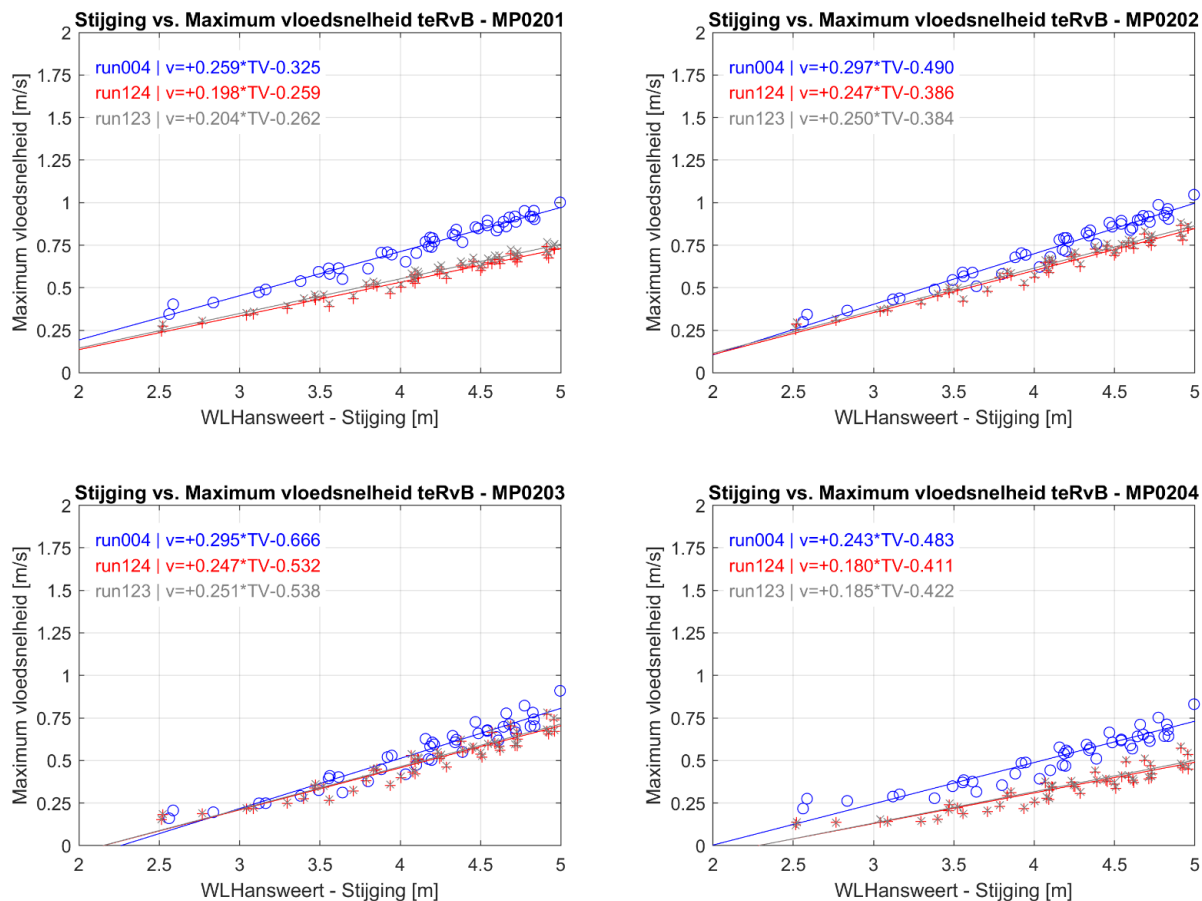 Stijging vs. Maximum vloedsnelheid teRvB - MP0201
2
1.75
1.5
1.25
1
0.75
0.5
0.25
0
Maximum vloedsnelheid [m/s]
run004 | v=+0.259*TV-0.325
run124 | v=+0.198*TV-0.259
run123 | v=+0.204*TV-0.262
2 2.5 3 3.5 4 4.5 5
WLHansweert - Stijging [m]
Stijging vs. Maximum vloedsnelheid teRvB - MP0202
2
1.75
1.5
1.25
1
0.75
0.5
0.25
0
Maximum vloedsnelheid [m/s]
run004 | v=+0.297*TV-0.490
run124 | v=+0.247*TV-0.386
run123 | v=+0.250*TV-0.384
2 2.5 3 3.5 4 4.5 5
WLHansweert - Stijging [m]
Stijging vs. Maximum vloedsnelheid teRvB - MP0203
2
1.75
1.5
1.25
1
0.75
0.5
0.25
0
Maximum vloedsnelheid [m/s]
run004 | v=+0.295*TV-0.666
run124 | v=+0.247*TV-0.532
run123 | v=+0.251*TV-0.538
2 2.5 3 3.5 4 4.5 5
WLHansweert - Stijging [m]
Stijging vs. Maximum vloedsnelheid teRvB - MP0204
2
1.75
1.5
1.25
1
0.75
0.5
0.25
0
Maximum vloedsnelheid [m/s]
run004 | v=+0.243*TV-0.483
run124 | v=+0.180*TV-0.411
run123 | v=+0.185*TV-0.422
2 2.5 3 3.5 4 4.5 5
WLHansweert - Stijging [m]